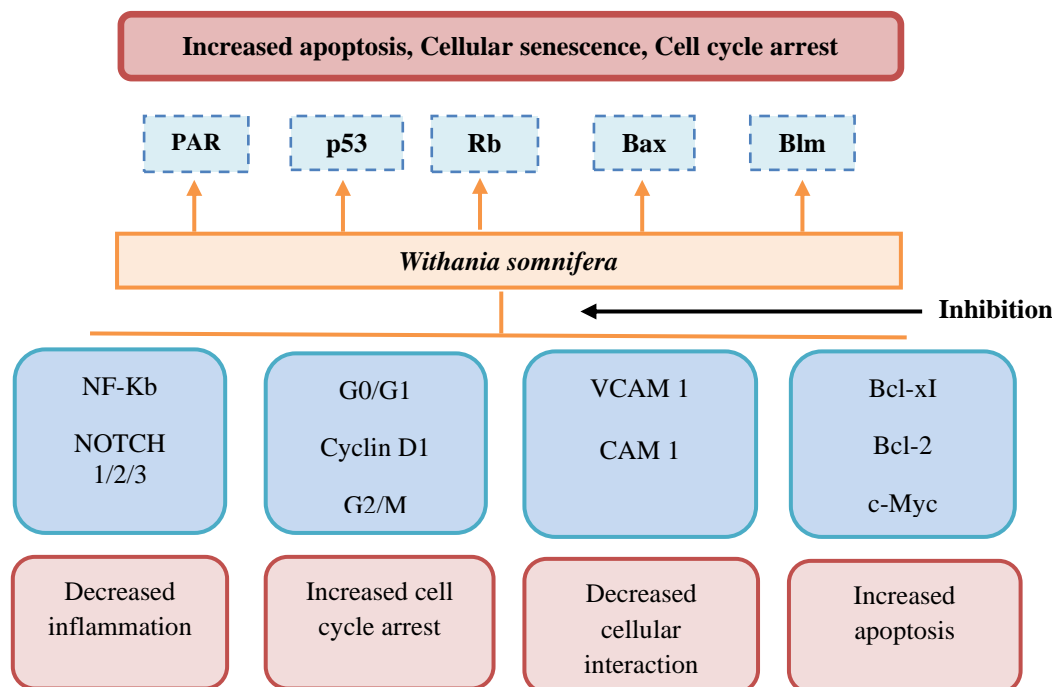 Increased apoptosis, Cellular senescence, Cell cycle arrest
PAR
p53
Rb
Bax
Blm
Withania somnifera
Inhibition
NF-Kb
NOTCH
1/2/3
G0/G1
Cyclin D1
G2/M
VCAM 1
CAM 1
Bcl-xI
Bcl-2
c-Myc
Decreased
inflammation
Increased cell
cycle arrest
Decreased
cellular
interaction
Increased
apoptosis